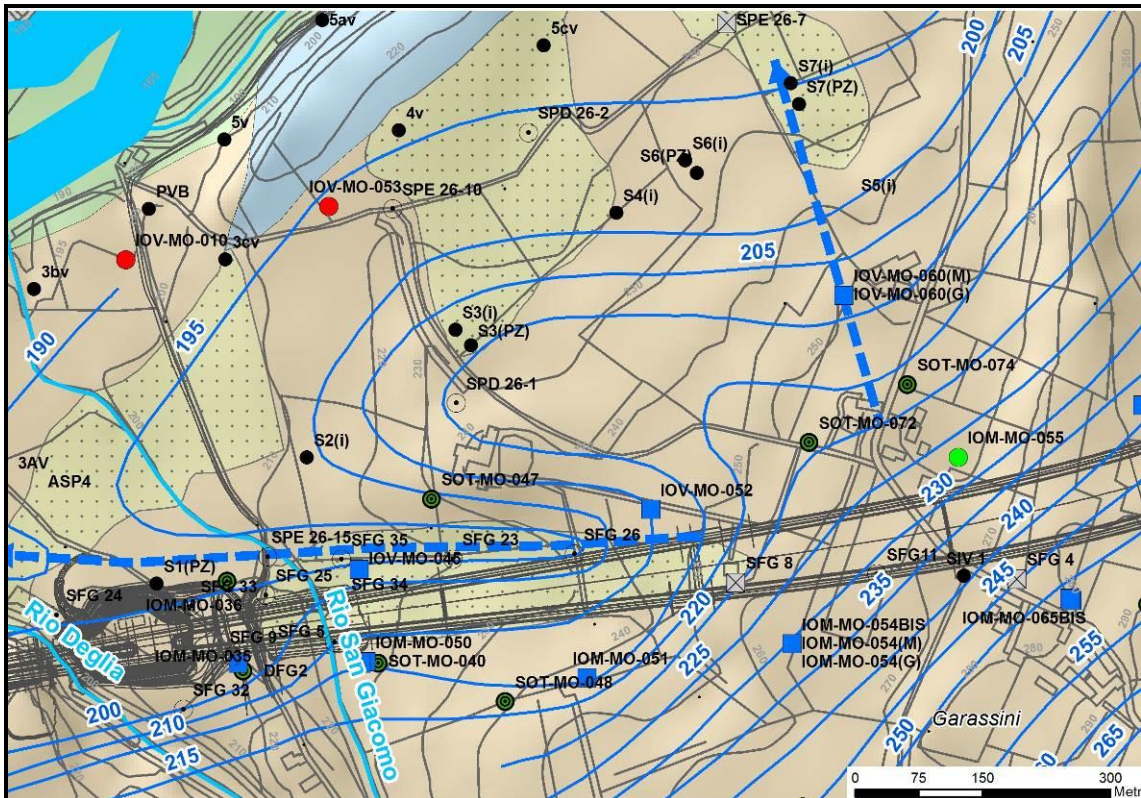 5av
5cv
SPE 26-7
200
205
S7(i)
S7(PZ)
4v
SPD 26-2
5v
S6(i)
S6(PZ)
IOV-MO-053
SPE 26-10
S4(i)
S5(i)
PVB
IOV-MO-010
3cv
205
3bv
IOV-MO-060(M)
IOV-MO-060(G)
190
195
S3(i)
S3(PZ)
SOT-MO-074
SPD 26-1
SOT-MO-072
IOM-MO-055
S2(i)
3AV
ASP4
SOT-MO-047
230
IOV-MO-052
240
SPE 26-15
SFG 35
SFG 23
SFG 26
IOV-MO-046
SFG 8
SFG11
SIV 1
SFG 4
245
S1(PZ)
SFG 33
SFG 25
SFG 34
SFG 24
IOM-MO-036
235
220
IOM-MO-065BIS
Rio Deglia
SFG 9
SFG 5
IOM-MO-050
IOM-MO-054BIS
IOM-MO-054(M)
IOM-MO-054(G)
IOM-MO-035
DFG2
SOT-MO-040
IOM-MO-051
225
255
SFG 32
SOT-MO-048
Rio San Giacomo
200
210
215
250
Garassini
265
0 75 150 300
Metr